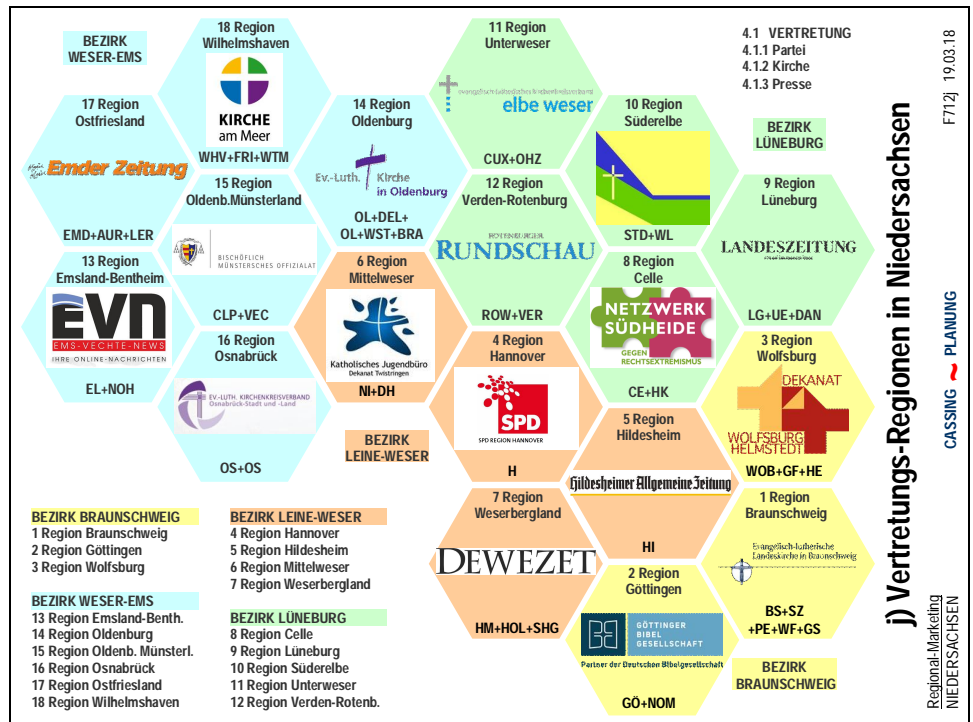 BEZIRK
WESER-EMS
18 Region
Wilhelmshaven
KIRCHE
am Meer
WHV+FRI+WTM
11 Region
Unterweser
elbe weser
CUX+OHZ
4.1 VERTRETUNG
4.1.1 Partei
4.1.2 Kirche
4.1.3 Presse
17 Region
Ostfriesland
Emder Zeitung
EMD+AUR+LER
14 Region
Oldenburg
Ev.-Luth. Kirche
in Oldenburg
OL+DEL+
OL+WST+BRA
10 Region
Süderelbe
STD+WL
BEZIRK
LÜNEBURG
15 Region
Oldenb.Münsterland
BISCHÖFLICH
MÜNSTERSCHES OFFIZIALAT
CLP+VEC
12 Region
Verden-Rotenburg
ROTENBURGER
RUNDSCHAU
ROW+VER
9 Region
Lüneburg
LANDESZEITUNG
LG+UE+DAN
13 Region
Emsland-Bentheim
EVN
EMS-VECHTE-NEWS
IHRE ONLINE-NACHRICHTEN
EL+NOH
6 Region
Mittelweser
Katholisches Jugendbüro
Dekanat Twistringen
NI+DH
8 Region
Celle
NETZWERK
SÜDHEIDE
GEGEN
RECHTSEXTREMISMUS
CE+HK
16 Region
Osnabrück
EV.-LUTH. KIRCHENKREISVERBAND
Osnabrück-Stadt und -Land
OS+OS
4 Region
Hannover
SPD
SPD REGION HANNOVER
H
3 Region
Wolfsburg
DEKANAT
WOLFSBURG
HELMSTEDT
WOB+GF+HE
BEZIRK
LEINE-WESER
5 Region
Hildesheim
Hildesheimer Allgemeine Zeitung
HI
7 Region
Weserbergland
DEWEZET
HM+HOL+SHG
1 Region
Braunschweig
Evangelisch-lutherische
Landeskirche in Braunschweig
BS+SZ
+PE+WF+GS
2 Region
Göttingen
GÖTTINGER
BIBEL
GESELLSCHAFT
Partner der Deutschen Bibelgesellschaft
GÖ+NOM
BEZIRK
BRAUNSCHWEIG
BEZIRK BRAUNSCHWEIG
1 Region Braunschweig
2 Region Göttingen
3 Region Wolfsburg
BEZIRK WESER-EMS
13 Region Emsland-Benth.
14 Region Oldenburg
15 Region Oldenb. Münsterl.
16 Region Osnabrück
17 Region Ostfriesland
18 Region Wilhelmshaven
BEZIRK LEINE-WESER
4 Region Hannover
5 Region Hildesheim
6 Region Mittelweser
7 Region Weserbergland
BEZIRK LÜNEBURG
8 Region Celle
9 Region Lüneburg
10 Region Süderelbe
11 Region Unterweser
12 Region Verden-Rotenb.
j) Vertretungs-Regionen in Niedersachsen
F712j 19.03.18
CASSING ~ PLANUNG
Regional-Marketing
NIEDERSACHSEN